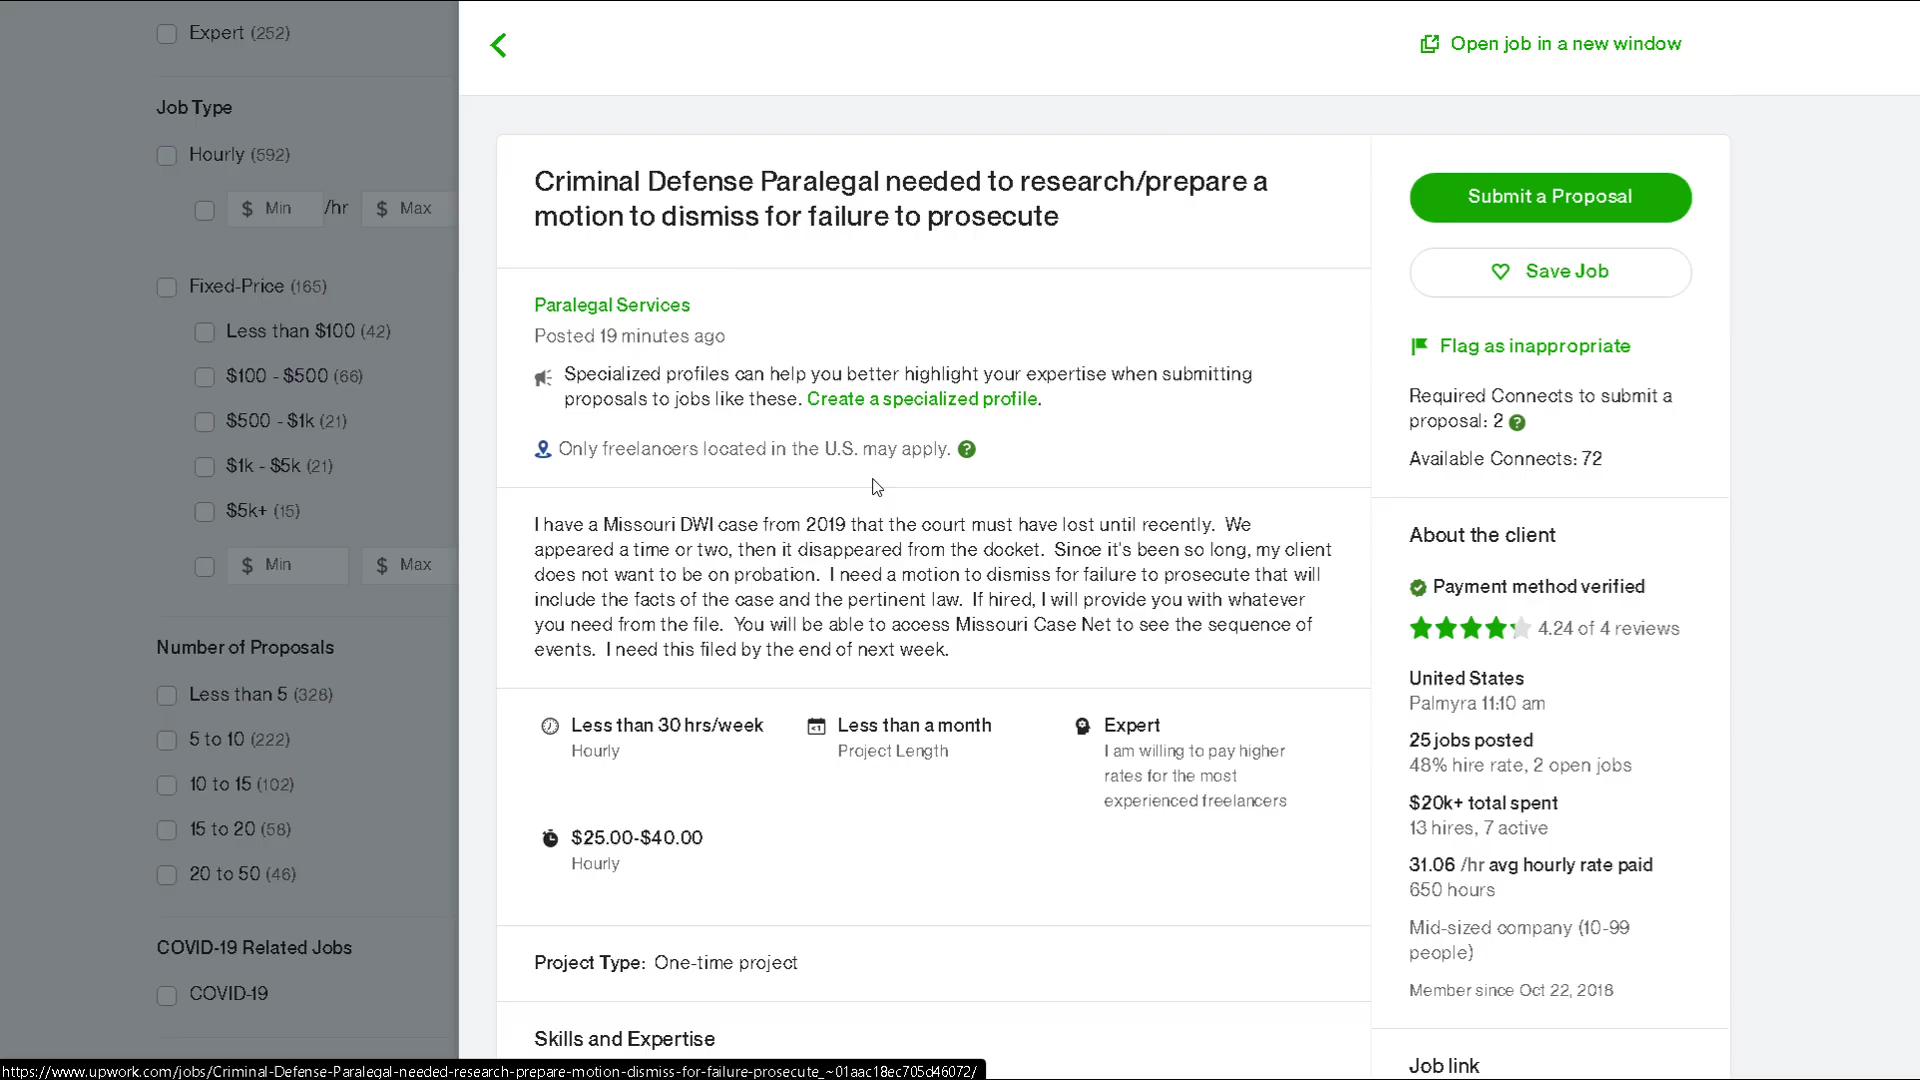 Expert (252)
Job Type
Hourly (592)
$ Min /hr $ Max
Fixed-Price (165)
Less than $100 (42)
$100 - $500 (66)
$500 - $1k (21)
$1k - $5k (21)
$5k+ (15)
$ Min $ Max
Number of Proposals
Less than 5 (328)
5 to 10 (222)
10 to 15 (102)
15 to 20 (58)
20 to 50 (46)
COVID-19 Related Jobs
COVID-19
Open job in a new window
Criminal Defense Paralegal needed to research/prepare a
motion to dismiss for failure to prosecute
Paralegal Services
Posted 19 minutes ago
Specialized profiles can help you better highlight your expertise when submitting
proposals to jobs like these. Create a specialized profile.
Only freelancers located in the U.S. may apply. ?
I have a Missouri DWI case from 2019 that the court must have lost until recently. We
appeared a time or two, then it disappeared from the docket. Since it's been so long, my client
does not want to be on probation. I need a motion to dismiss for failure to prosecute that will
include the facts of the case and the pertinent law. If hired, I will provide you with whatever
you need from the file. You will be able to access Missouri Case Net to see the sequence of
events. I need this filed by the end of next week.
Less than 30 hrs/week
Hourly
Less than a month
Project Length
Expert
I am willing to pay higher
rates for the most
experienced freelancers
$25.00-$40.00
Hourly
Project Type: One-time project
Skills and Expertise
Submit a Proposal
Save Job
Flag as inappropriate
Required Connects to submit a
proposal: 2 ?
Available Connects: 72
About the client
Payment method verified
4.24 of 4 reviews
United States
Palmyra 11:10 am
25 jobs posted
48% hire rate, 2 open jobs
$20k+ total spent
13 hires, 7 active
31.06 /hr avg hourly rate paid
650 hours
Mid-sized company (10-99
people)
Member since Oct 22, 2018
Job link
https://www.upwork.com/jobs/Criminal-Defense-Paralegal-needed-research-prepare-motion-dismiss-for-failure-prosecute_~01aac18ec705d46072/